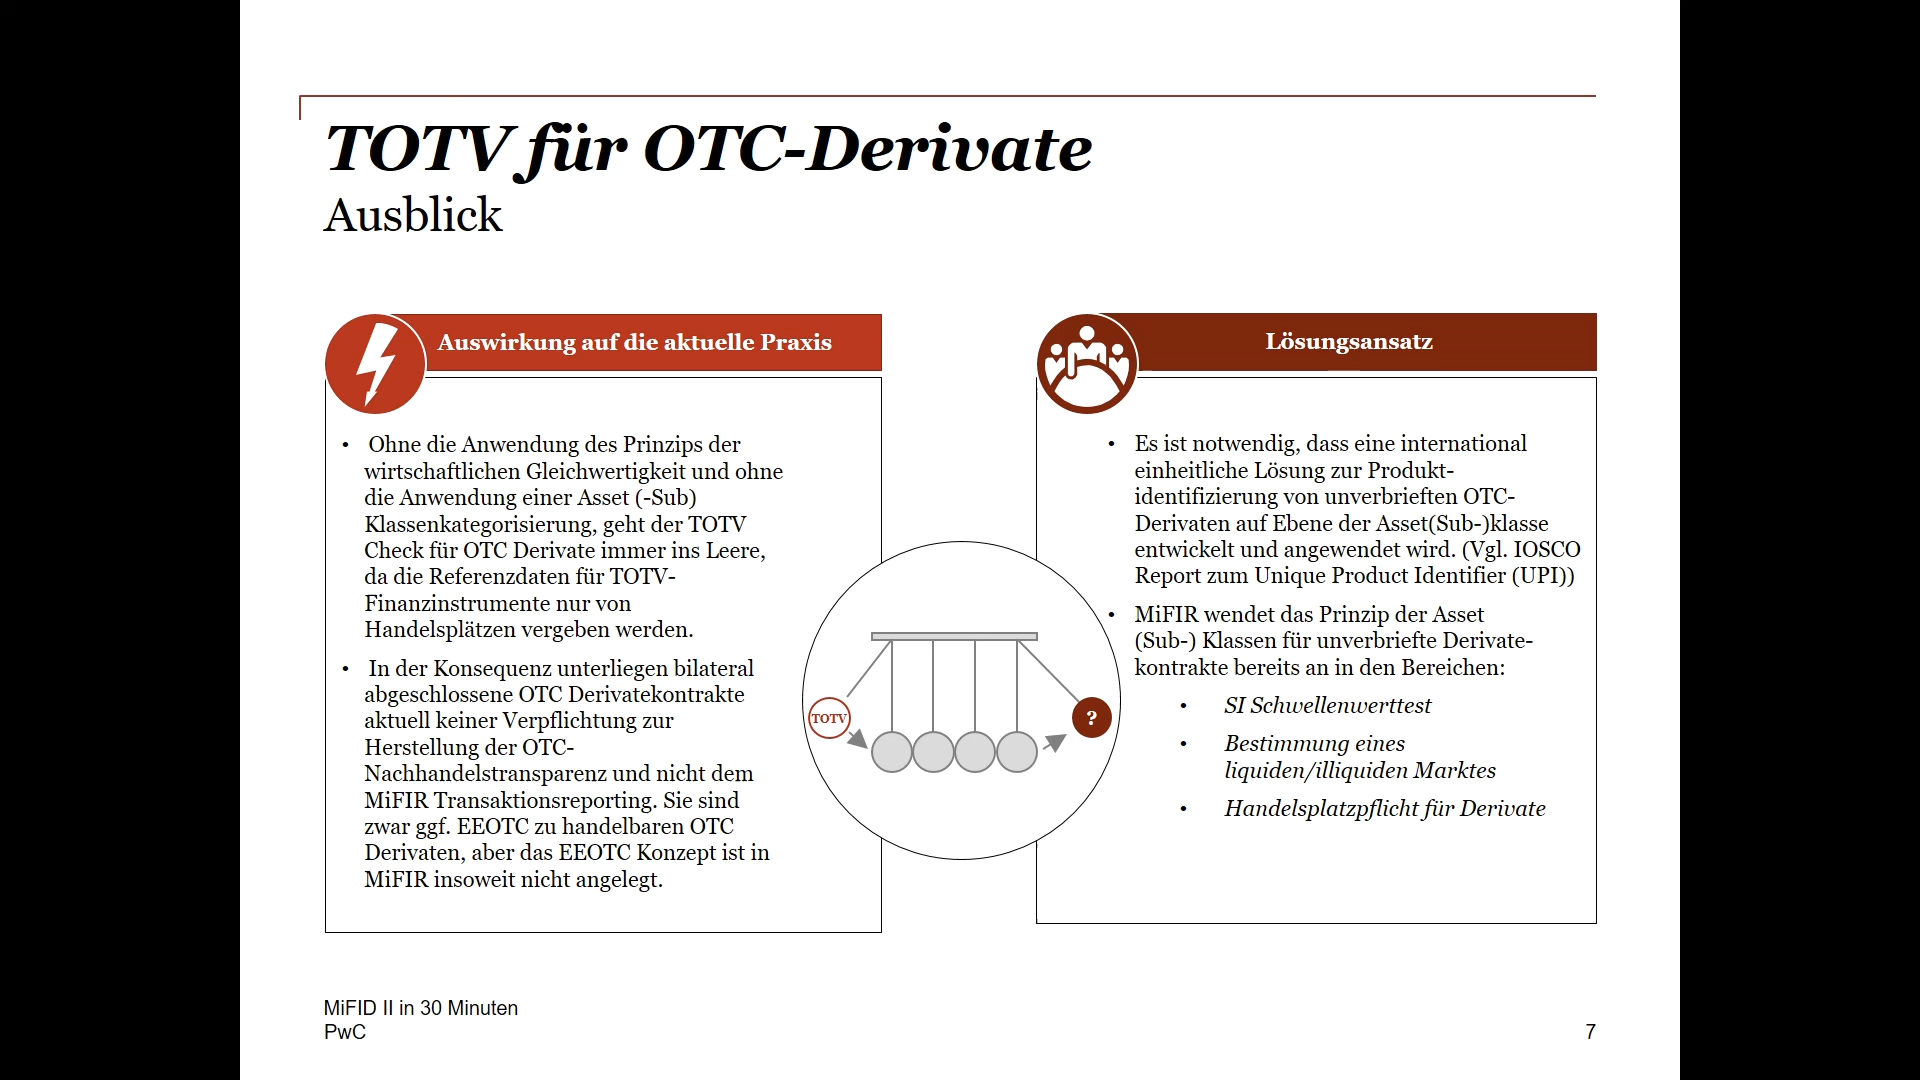 TOTV für OTC-Derivate
Ausblick
Auswirkung auf die aktuelle Praxis
• Ohne die Anwendung des Prinzips der
wirtschaftlichen Gleichwertigkeit und ohne
die Anwendung einer Asset (-Sub)
Klassenkategorisierung, geht der TOTV
Check für OTC Derivate immer ins Leere,
da die Referenzdaten für TOTV-
Finanzinstrumente nur von
Handelsplätzen vergeben werden.
• In der Konsequenz unterliegen bilateral
abgeschlossene OTC Derivatekontrakte
aktuell keiner Verpflichtung zur
Herstellung der OTC-
Nachhandelstransparenz und nicht dem
MiFIR Transaktionsreporting. Sie sind
zwar ggf. EEOTC zu handelbaren OTC
Derivaten, aber das EEOTC Konzept ist in
MiFIR insoweit nicht angelegt.
TOTV
?
Lösungsansatz
• Es ist notwendig, dass eine international
einheitliche Lösung zur Produkt-
identifizierung von unverbrieften OTC-
Derivaten auf Ebene der Asset(Sub-)klasse
entwickelt und angewendet wird. (Vgl. IOSCO
Report zum Unique Product Identifier (UPI))
• MiFIR wendet das Prinzip der Asset
(Sub-) Klassen für unverbriefte Derivate-
kontrakte bereits an in den Bereichen:
• SI Schwellenwerttest
• Bestimmung eines
liquiden/illiquiden Marktes
• Handelsplatzpflicht für Derivate
MiFID II in 30 Minuten
PwC
7